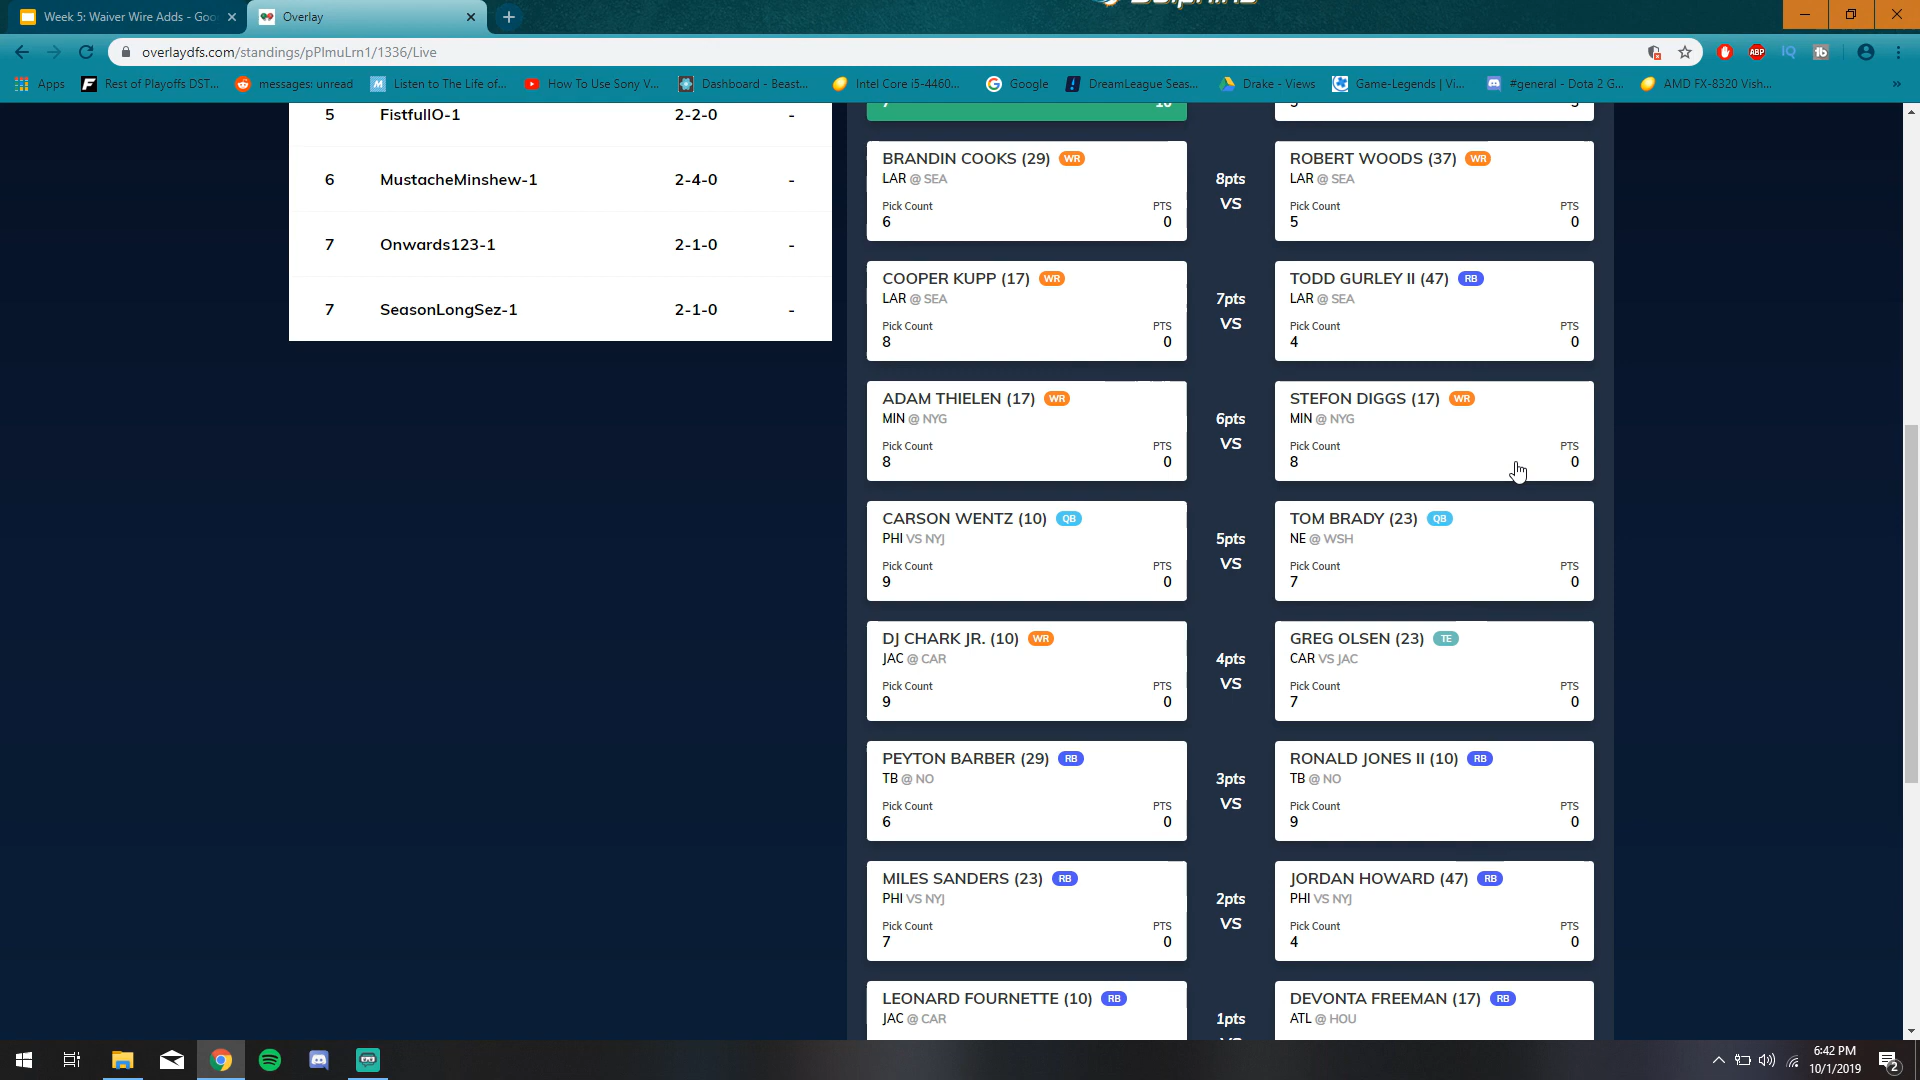 Week 5: Waiver Wire Adds - Goo
Overlay
overlaydfs.com/standings/pPlmuLrn1/1336/Live
Apps
Rest of Playoffs DST...
messages: unread
Listen to The Life of...
How To Use Sony V...
Dashboard - Beast...
Intel Core i5-4460...
Google
DreamLeague Seas...
Drake - Views
Game-Legends | Vi...
#general - Dota 2 G...
AMD FX-8320 Vish...
5 FistfullO-1 2-2-0 -
6 MustacheMinshew-1 2-4-0 -
7 Onwards123-1 2-1-0 -
7 SeasonLongSez-1 2-1-0 -
BRANDIN COOKS (29) WR
LAR @ SEA
Pick Count PTS
6 0
8pts
VS
ROBERT WOODS (37) WR
LAR @ SEA
Pick Count PTS
5 0
COOPER KUPP (17) WR
LAR @ SEA
Pick Count PTS
8 0
7pts
VS
TODD GURLEY II (47) RB
LAR @ SEA
Pick Count PTS
4 0
ADAM THIELEN (17) WR
MIN @ NYG
Pick Count PTS
8 0
6pts
VS
STEFON DIGGS (17) WR
MIN @ NYG
Pick Count PTS
8 0
CARSON WENTZ (10) QB
PHI VS NYJ
Pick Count PTS
9 0
5pts
VS
TOM BRADY (23) QB
NE @ WSH
Pick Count PTS
7 0
DJ CHARK JR. (10) WR
JAC @ CAR
Pick Count PTS
9 0
4pts
VS
GREG OLSEN (23) TE
CAR VS JAC
Pick Count PTS
7 0
PEYTON BARBER (29) RB
TB @ NO
Pick Count PTS
6 0
3pts
VS
RONALD JONES II (10) RB
TB @ NO
Pick Count PTS
9 0
MILES SANDERS (23) RB
PHI VS NYJ
Pick Count PTS
7 0
2pts
VS
JORDAN HOWARD (47) RB
PHI VS NYJ
Pick Count PTS
4 0
LEONARD FOURNETTE (10) RB
JAC @ CAR
1pts
DEVONTA FREEMAN (17) RB
ATL @ HOU
6:42 PM
10/1/2019
2